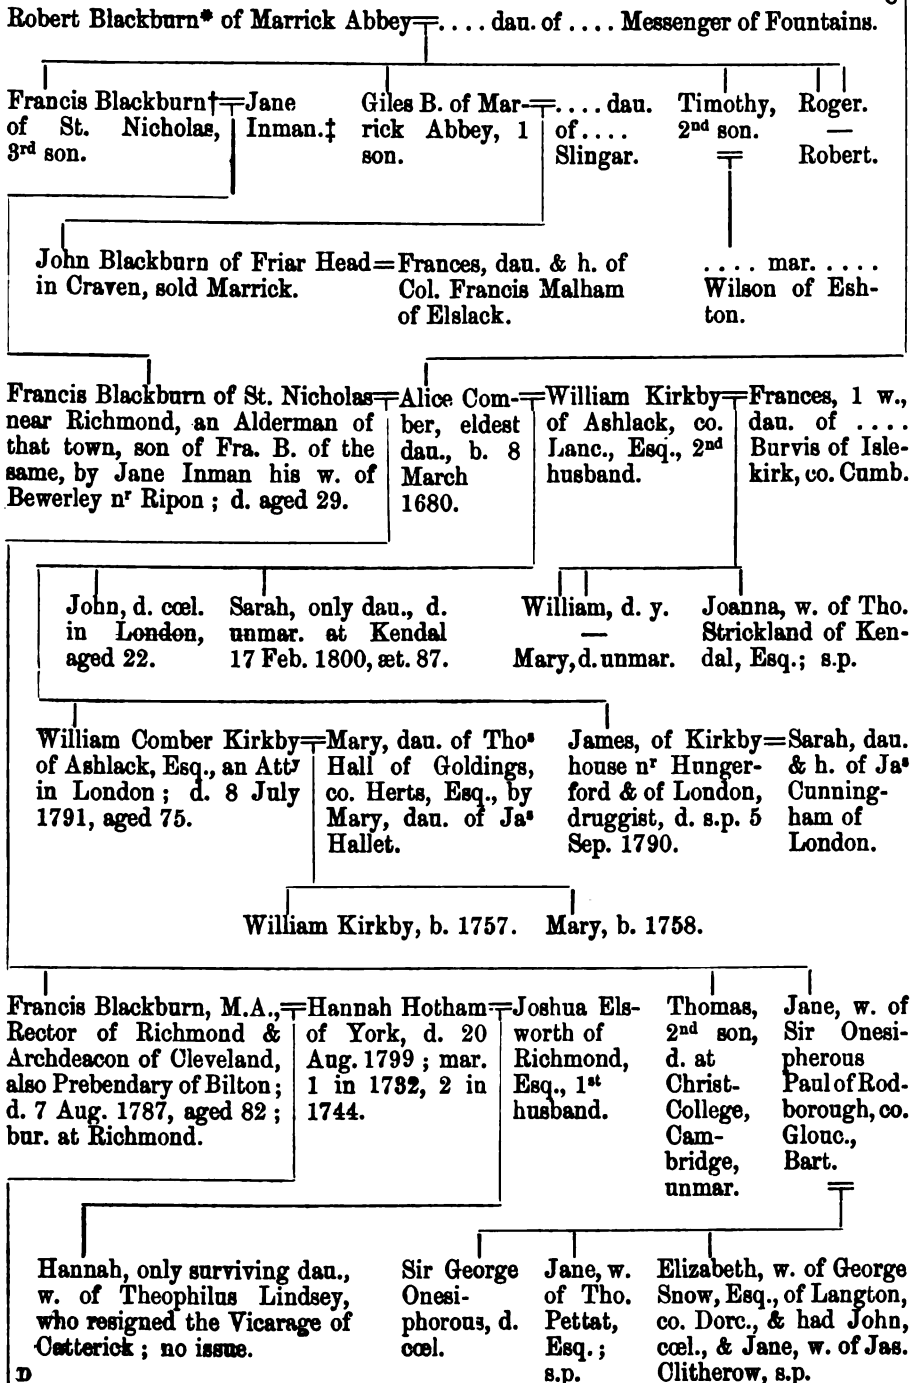 Robert Blackburn* of Marrick Abbey=....dau. of .... Messenger of Fountains.
Francis Blackburn†=Jane
of St. Nicholas, Inman.‡
3rd son.
Giles B. of Mar-=....dau.
rick Abbey, 1 of....
son. Slingar.
Timothy,
2nd son.
=
Roger.
—
Robert.
John Blackburn of Friar Head=Frances, dau. & h. of
in Craven, sold Marrick. Col. Francis Malham
of Elslack.
.... mar. ....
Wilson of Esh-
ton.
Francis Blackburn of St. Nicholas=
near Richmond, an Alderman of
that town, son of Fra. B. of the
same, by Jane Inman his w. of
Bewerley nr Ripon ; d. aged 29.
Alice Com-=
ber, eldest
dau., b. 8
March
1680.
William Kirkby=
of Ashlack, co.
Lanc., Esq., 2nd
husband.
Frances, 1 w.,
dau. of ....
Burvis of Isle-
kirk, co. Cumb.
John, d. cœl.
in London,
aged 22.
Sarah, only dau., d.
unmar. at Kendal
17 Feb. 1800, æt. 87.
William, d. y.
—
Mary, d. unmar.
Joanna, w. of Tho.
Strickland of Ken-
dal, Esq.; s.p.
William Comber Kirkby=
of Ashlack, Esq., an Atty
in London ; d. 8 July
1791, aged 75.
Mary, dau. of Thos
Hall of Goldings,
co. Herts, Esq., by
Mary, dau. of Jas
Hallet.
James, of Kirkby=
house nr Hunger-
ford & of London,
druggist, d. s.p. 5
Sep. 1790.
Sarah, dau.
& h. of Jas
Cunning-
ham of
London.
William Kirkby, b. 1757. Mary, b. 1758.
Francis Blackburn, M.A.,=
Rector of Richmond &
Archdeacon of Cleveland,
also Prebendary of Bilton ;
d. 7 Aug. 1787, aged 82 ;
bur. at Richmond.
Hannah Hotham=
of York, d. 20
Aug. 1799 ; mar.
1 in 1732, 2 in
1744.
Joshua Els-
worth of
Richmond,
Esq., 1st
husband.
Thomas,
2nd son,
d. at
Christ-
College,
Cam-
bridge,
unmar.
Jane, w. of
Sir Onesi-
pherous
Paul of Rod-
borough, co.
Glouc.,
Bart.
=
Hannah, only surviving dau.,
w. of Theophilus Lindsey,
who resigned the Vicarage of
Catterick ; no issue.
Sir George
Onesi-
phorous, d.
cœl.
Jane, w.
of Tho.
Pettat,
Esq. ;
s.p.
Elizabeth, w. of George
Snow, Esq., of Langton,
co. Dorc., & had John,
cœl., & Jane, w. of Jas.
Clitherow, s.p.
D